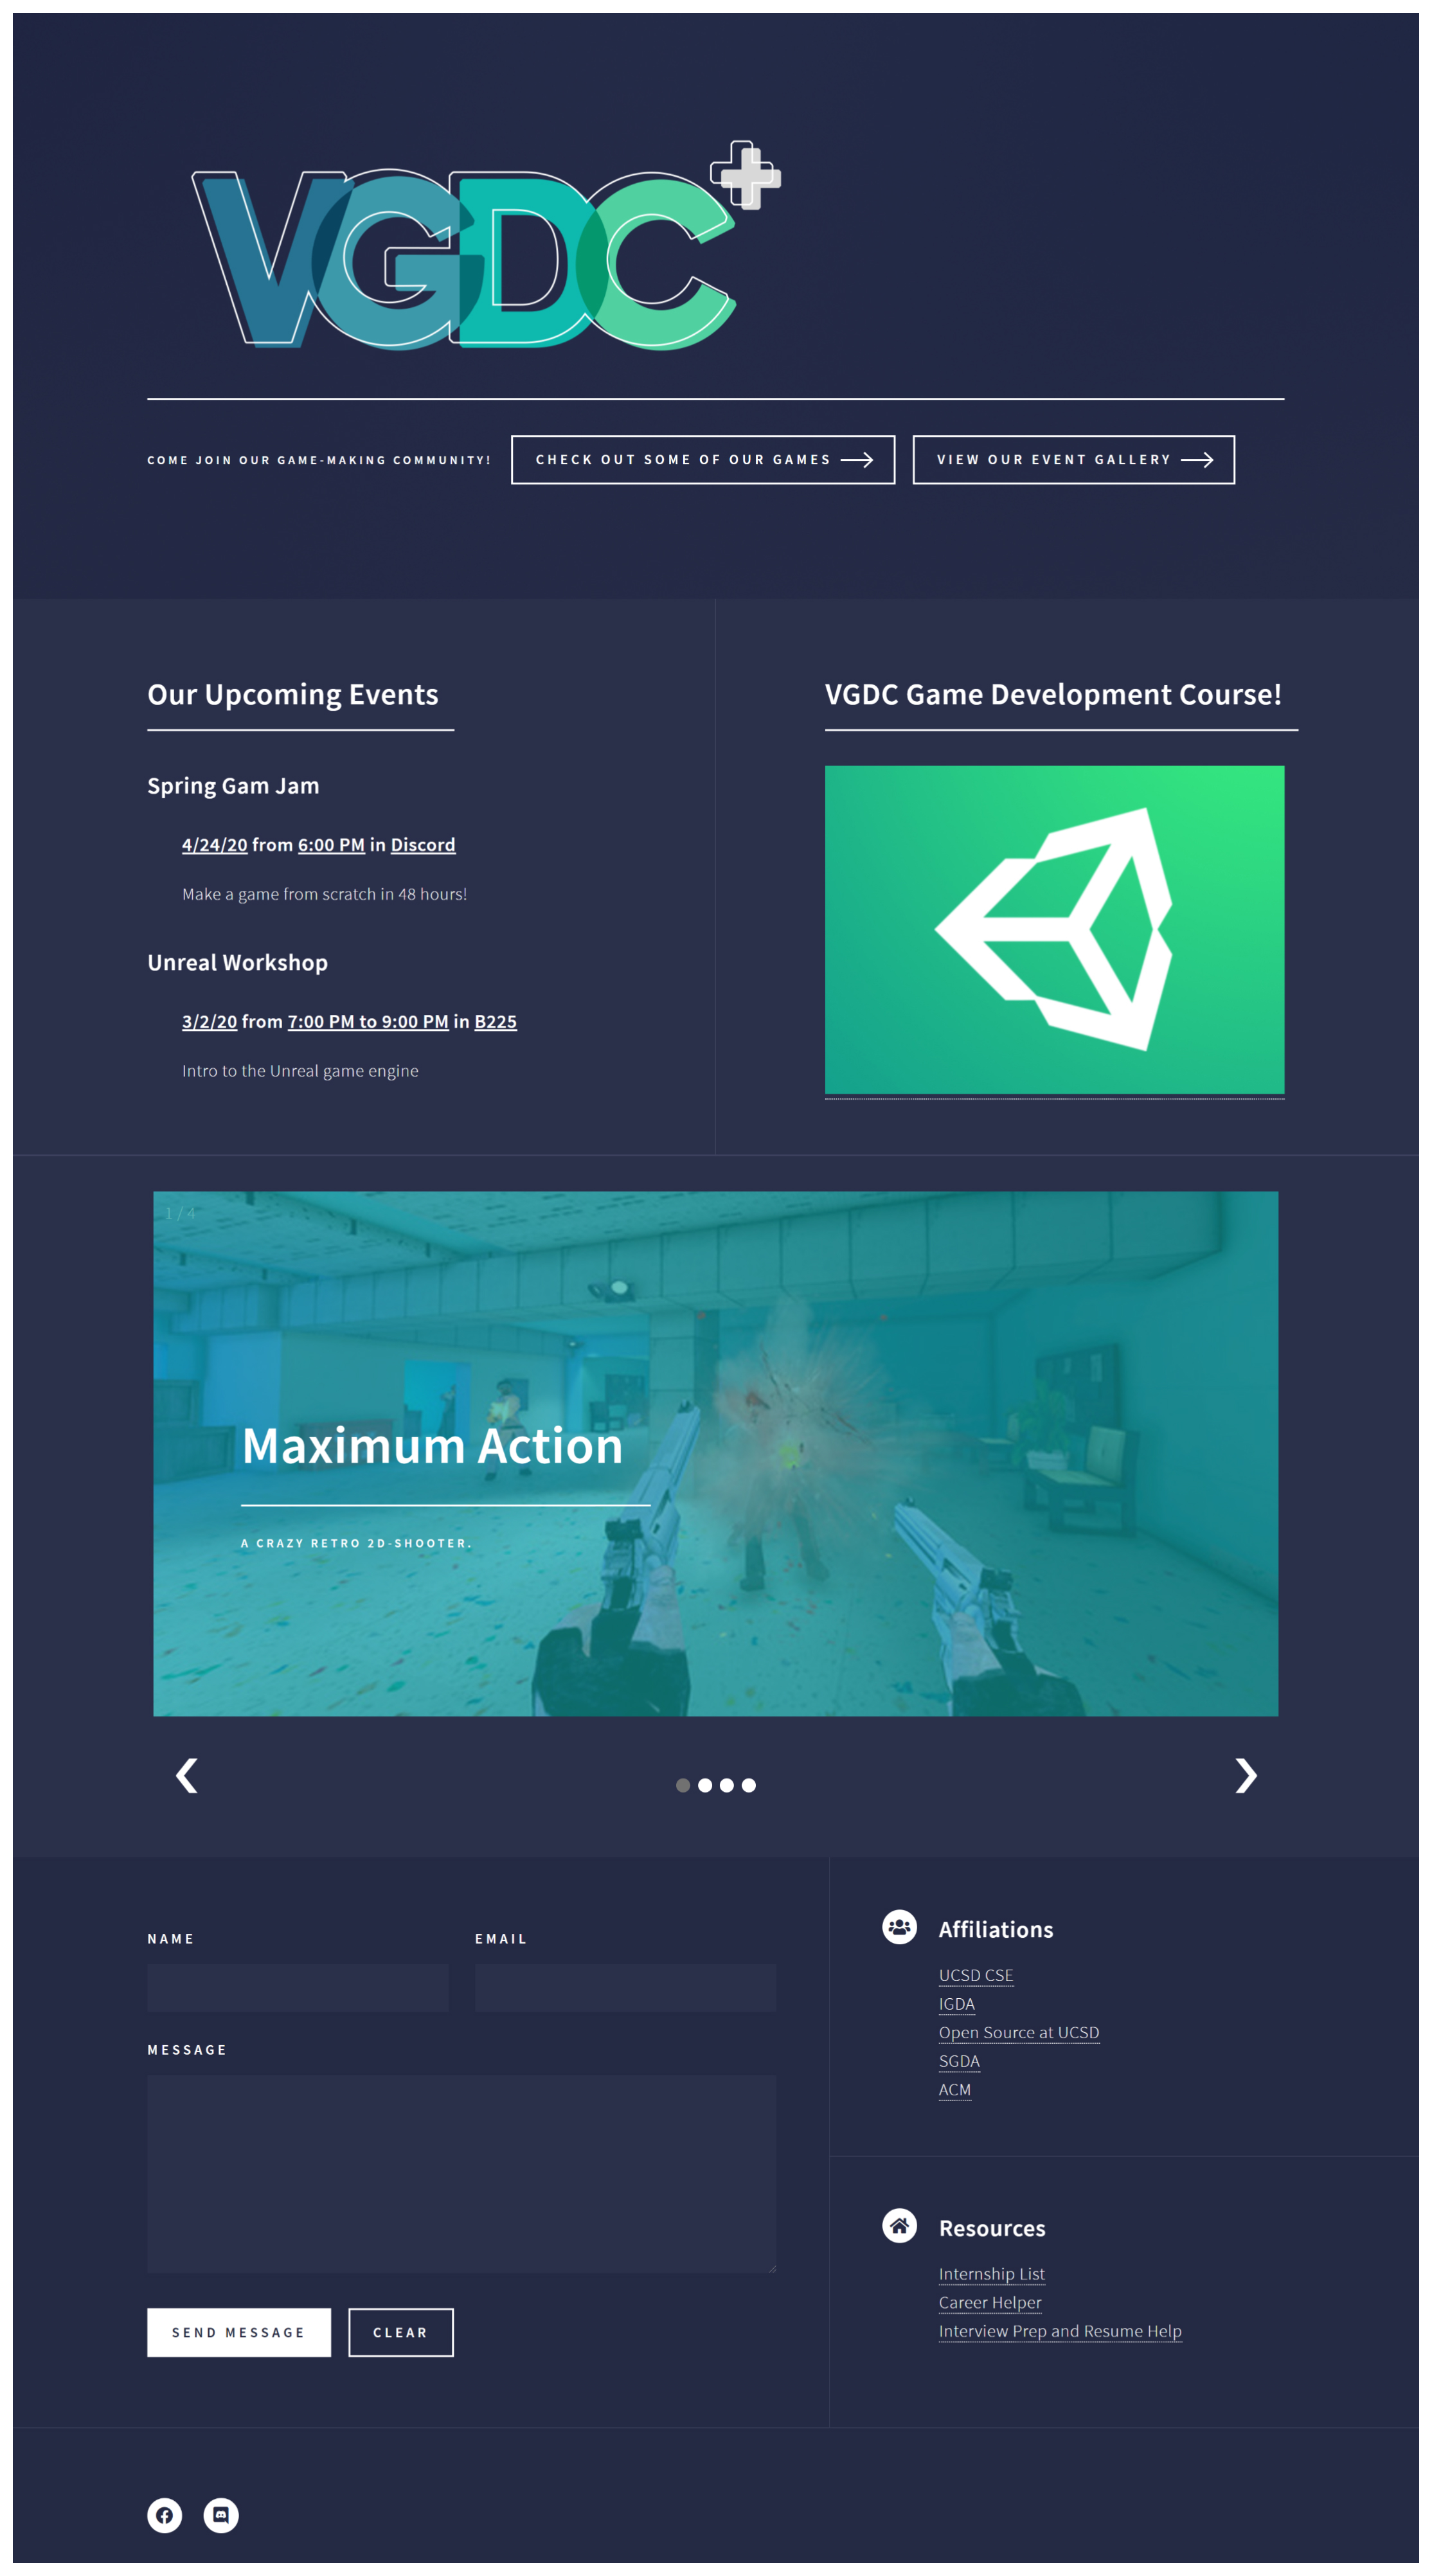 VGDC+
COME JOIN OUR GAME-MAKING COMMUNITY!
CHECK OUT SOME OF OUR GAMES
VIEW OUR EVENT GALLERY
Our Upcoming Events
Spring Gam Jam
4/24/20 from 6:00 PM in Discord
Make a game from scratch in 48 hours!
Unreal Workshop
3/2/20 from 7:00 PM to 9:00 PM in B225
Intro to the Unreal game engine
VGDC Game Development Course!
1 / 4
Maximum Action
A CRAZY RETRO 2D-SHOOTER.
NAME
EMAIL
MESSAGE
SEND MESSAGE
CLEAR
Affiliations
UCSD CSE
IGDA
Open Source at UCSD
SGDA
ACM
Resources
Internship List
Career Helper
Interview Prep and Resume Help